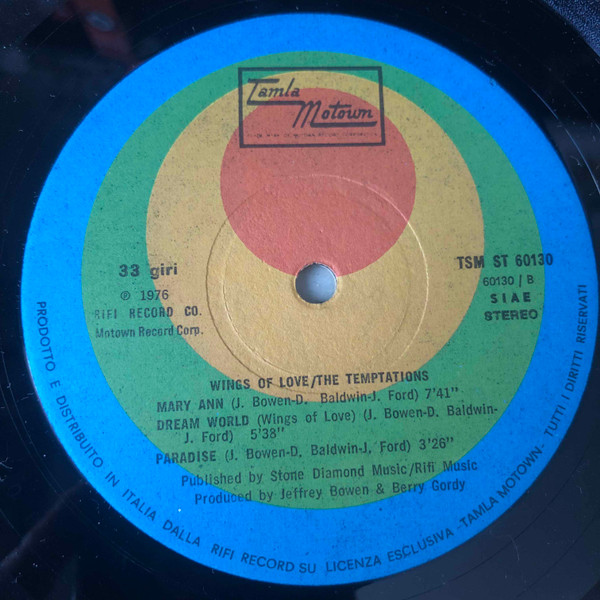 Tamla
Motown
33 giri
℗ 1976
RIFI RECORD CO.
Motown Record Corp.
TSM ST 60130
60130 / B
SIAE
STEREO
WINGS OF LOVE/THE TEMPTATIONS
MARY ANN (J. Bowen-D. Baldwin-J. Ford) 7'41"
DREAM WORLD (Wings of Love) (J. Bowen-D. Baldwin-
J. Ford) 5'38"
PARADISE (J. Bowen-D. Baldwin-J. Ford) 3'26"
Published by Stone Diamond Music/Rifi Music
Produced by Jeffrey Bowen & Berry Gordy
PRODOTTO E DISTRIBUITO IN ITALIA DALLA RIFI RECORD SU LICENZA ESCLUSIVA -TAMLA MOTOWN- TUTTI I DIRITTI RISERVATI